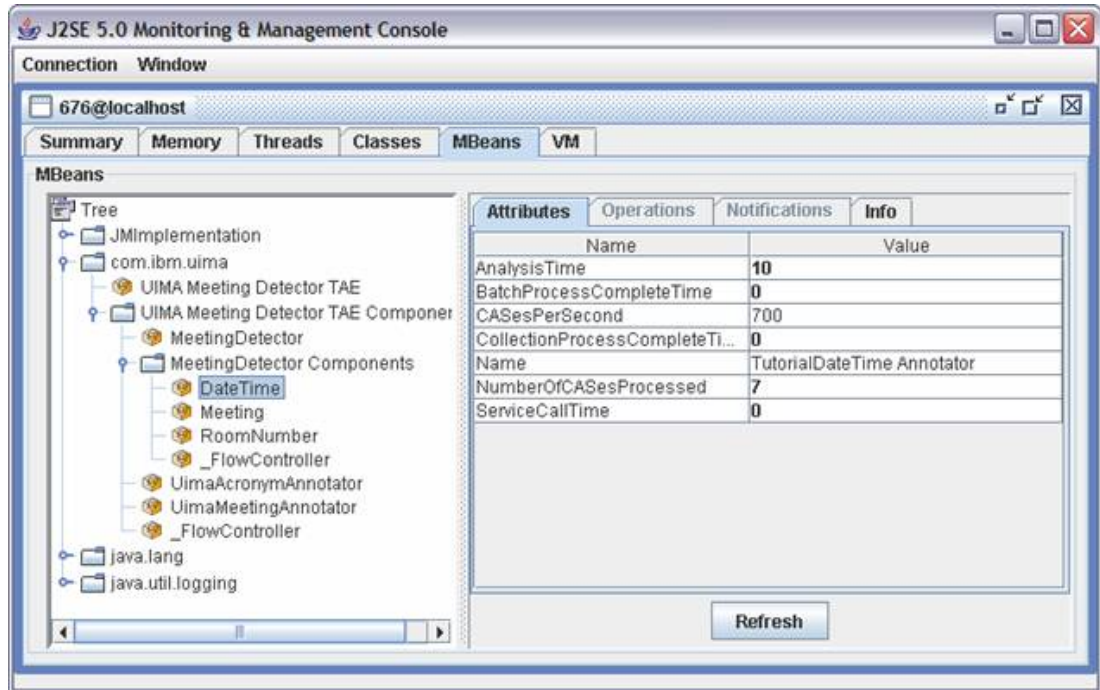 J2SE 5.0 Monitoring & Management Console
Connection Window
676@localhost
Summary Memory Threads Classes MBeans VM
MBeans
Tree
JMImplementation
com.ibm.uima
UIMA Meeting Detector TAE
UIMA Meeting Detector TAE Componer
MeetingDetector
MeetingDetector Components
DateTime
Meeting
RoomNumber
_FlowController
UimaAcronymAnnotator
UimaMeetingAnnotator
_FlowController
java.lang
java.util.logging
Attributes Operations Notifications Info
Name Value
AnalysisTime 10
BatchProcessCompleteTime 0
CASesPerSecond 700
CollectionProcessCompleteTi... 0
Name TutorialDateTime Annotator
NumberOfCASesProcessed 7
ServiceCallTime 0
Refresh